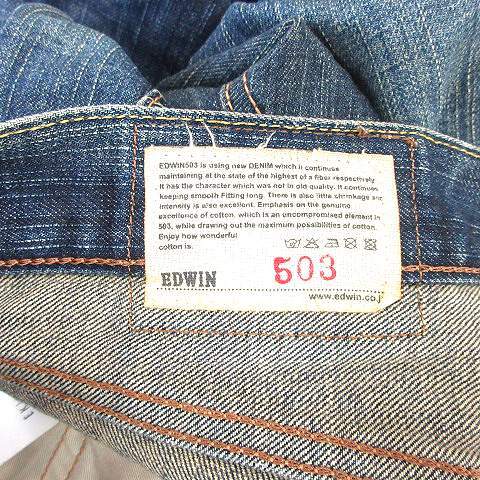 EDWIN503 is using new DENIM which it continues
maintaining at the state of the highest of a fiber respectively
. It has the character which was not in old quality. It continues
keeping smooth Fitting long. There is also little shrinkage and
intensity is also excellent. Emphasis on the genuine
excellence of cotton. which is an uncompromised element in
503, while drawing out the maximum possibilities of cotton.
Enjoy how wonderful
cotton is.
EDWIN 503
www.edwin.co.j